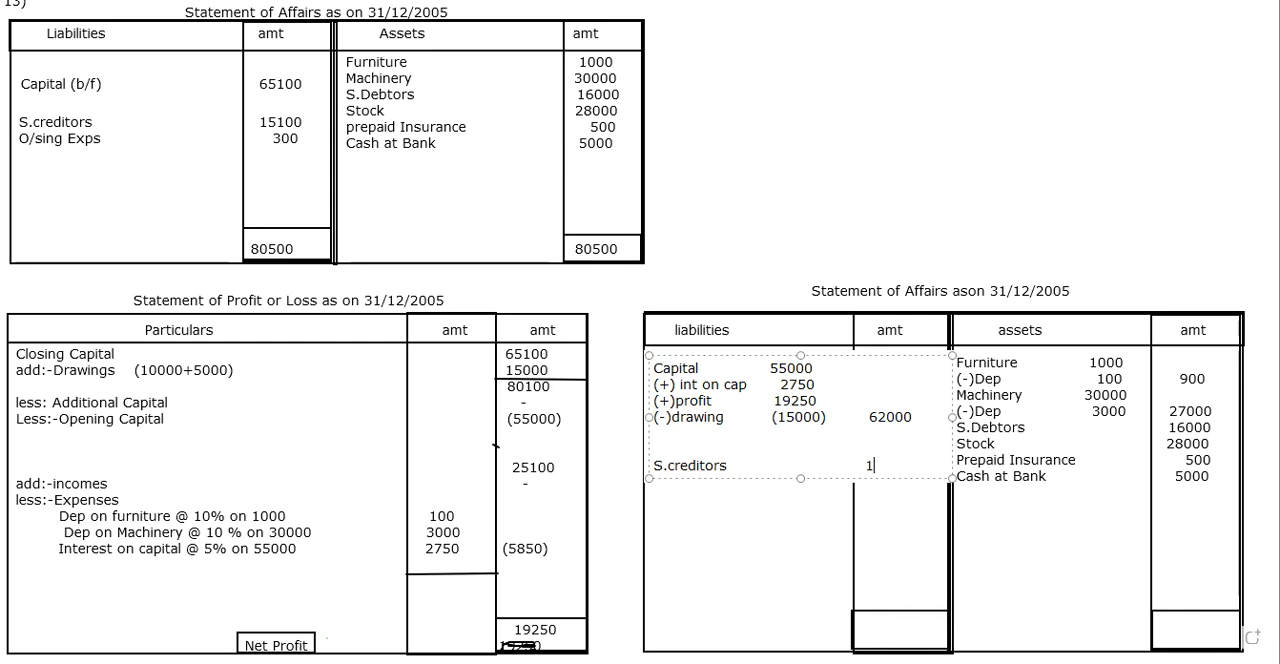 13)
Statement of Affairs as on 31/12/2005
Liabilities amt Assets amt
Furniture 1000
Capital (b/f) 65100 Machinery 30000
S.Debtors 16000
Stock 28000
S.creditors 15100 prepaid Insurance 500
O/sing Exps 300 Cash at Bank 5000
80500 80500
Statement of Profit or Loss as on 31/12/2005
Particulars amt amt
Closing Capital 65100
add:-Drawings (10000+5000) 15000
80100
less: Additional Capital -
Less:-Opening Capital (55000)
25100
add:-incomes -
less:-Expenses
Dep on furniture @ 10% on 1000 100
Dep on Machinery @ 10 % on 30000 3000
Interest on capital @ 5% on 55000 2750 (5850)
19250
Net Profit
Statement of Affairs ason 31/12/2005
liabilities amt assets amt
Capital 55000 Furniture 1000
(+) int on cap 2750 (-)Dep 100 900
(+)profit 19250 Machinery 30000
(-)drawing (15000) 62000 (-)Dep 3000 27000
S.Debtors 16000
Stock 28000
S.creditors 1 Prepaid Insurance 500
Cash at Bank 5000